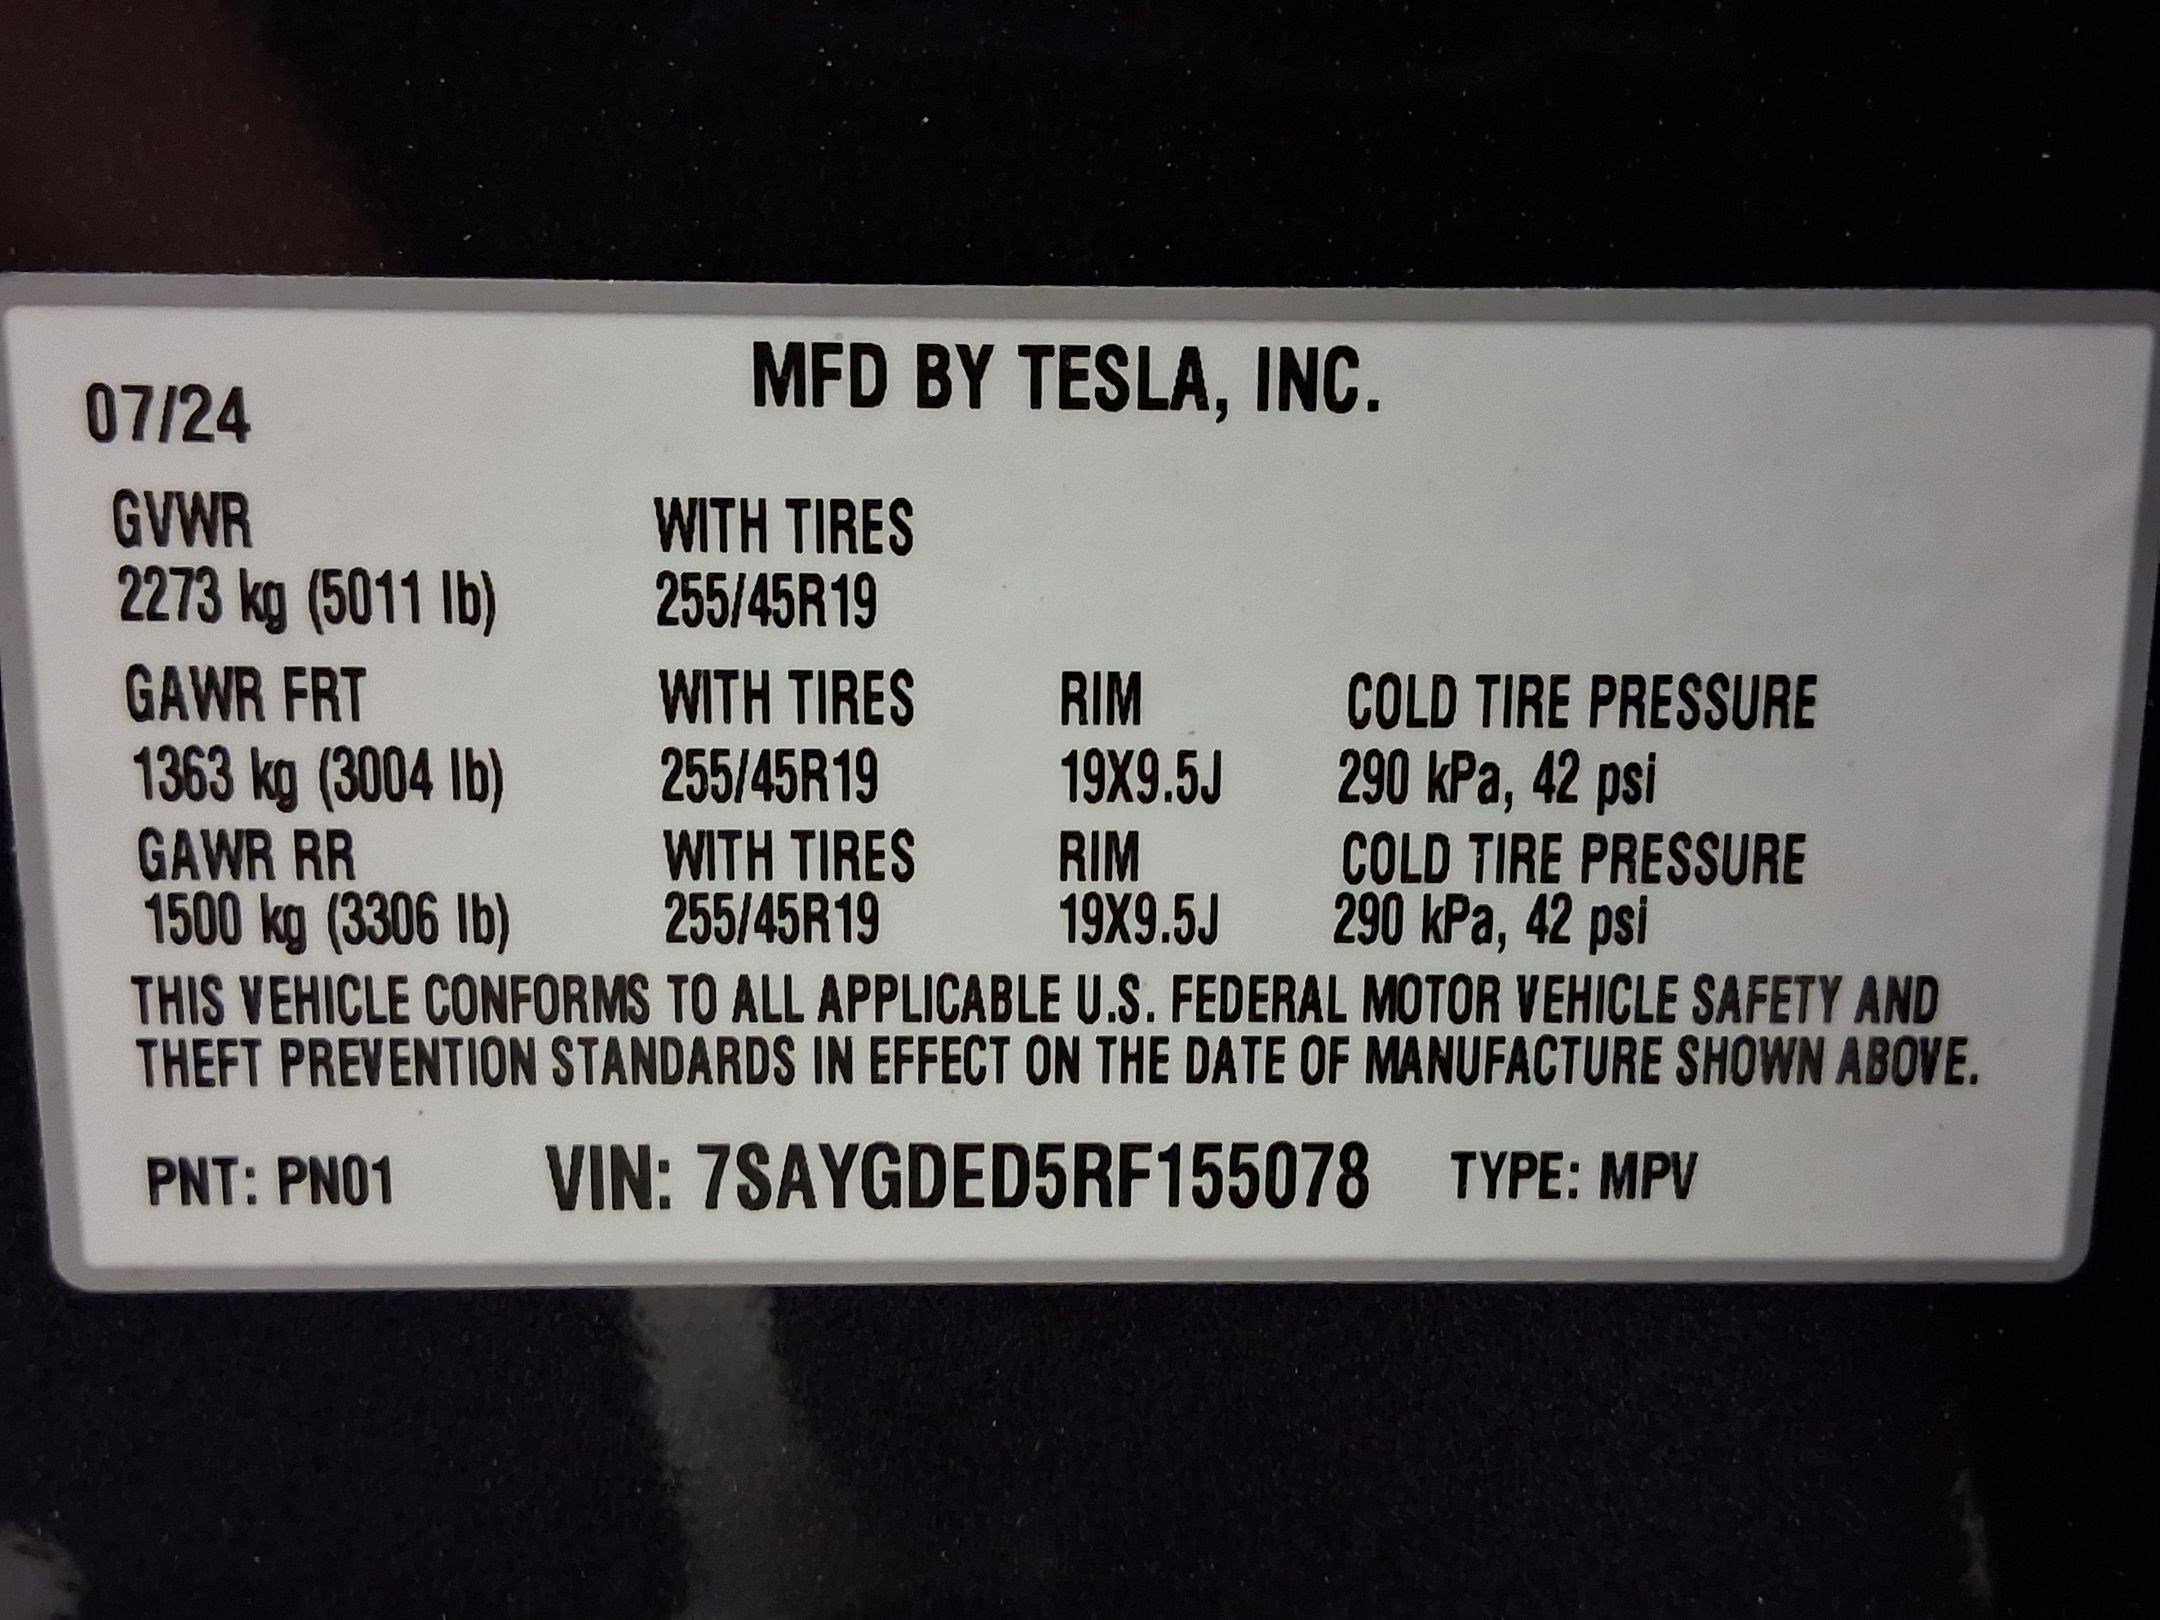 MFD BY TESLA, INC.
07/24
GVWR WITH TIRES
2273 kg (5011 lb) 255/45R19
GAWR FRT WITH TIRES RIM COLD TIRE PRESSURE
1363 kg (3004 lb) 255/45R19 19X9.5J 290 kPa, 42 psi
GAWR RR WITH TIRES RIM COLD TIRE PRESSURE
1500 kg (3306 lb) 255/45R19 19X9.5J 290 kPa, 42 psi
THIS VEHICLE CONFORMS TO ALL APPLICABLE U.S. FEDERAL MOTOR VEHICLE SAFETY AND
THEFT PREVENTION STANDARDS IN EFFECT ON THE DATE OF MANUFACTURE SHOWN ABOVE.
PNT: PN01 VIN: 7SAYGDED5RF155078 TYPE: MPV